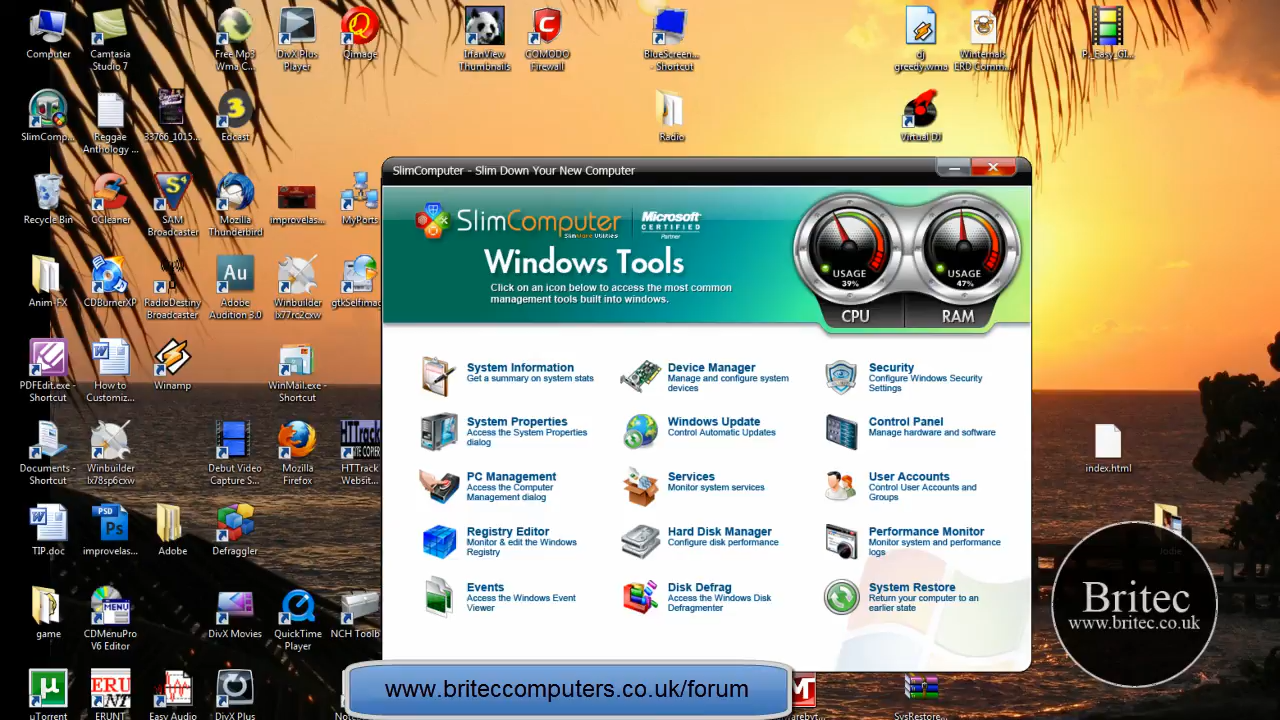 Computer
Camtasia
Studio 7
Free Mp3
Wma C...
DivX Plus
Player
Qimage
IrfanView
Thumbnails
COMODO
Firewall
BlueScreen...
- Shortcut
dj
greedy.wma
Winternals
ERD Comm...
SlimComp...
Reggae
Anthology ...
33766_1015...
Edcast
Radio
Virtual DJ
SlimComputer - Slim Down Your New Computer
Recycle Bin
CCleaner
SAM
Broadcaster
Mozilla
Thunderbird
improvelas...
MyPorts
SlimComputer
SlimWare Utilities
Microsoft
CERTIFIED
Partner
Windows Tools
Click on an icon below to access the most common
management tools built into windows.
USAGE
39%
CPU
USAGE
47%
RAM
Anim-FX
CDBurnerXP
RadioDestiny
Broadcaster
Au
Adobe
Audition 3.0
Winbuilder
lx77rc2cxw
gtkSelfimag
PDFEdit.exe -
Shortcut
How to
Customiz...
Winamp
WinMail.exe -
Shortcut
System Information
Get a summary on system stats
Device Manager
Manage and configure system
devices
Security
Configure Windows Security
Settings
System Properties
Access the System Properties
dialog
Windows Update
Control Automatic Updates
Control Panel
Manage hardware and software
Documents -
Shortcut
Winbuilder
lx78sp6cxw
Debut Video
Capture S...
Mozilla
Firefox
HTTrack
Websit...
index.html
PC Management
Access the Computer
Management dialog
Services
Monitor system services
User Accounts
Control User Accounts and
Groups
TIP.doc
PSD
Ps
improvelas...
Adobe
Defraggler
Registry Editor
Monitor & edit the Windows
Registry
Hard Disk Manager
Configure disk performance
Performance Monitor
Monitor system and performance
logs
Events
Access the Windows Event
Viewer
Disk Defrag
Access the Windows Disk
Defragmenter
System Restore
Return your computer to an
earlier state
Britec
www.britec.co.uk
game
MENU
CDMenuPro
V6 Editor
DivX Movies
QuickTime
Player
NCH Toolb
www.briteccomputers.co.uk/forum
µTorrent
ERU
NT
ERUNT
Easy Audio
DivX Plus
SysRestore...